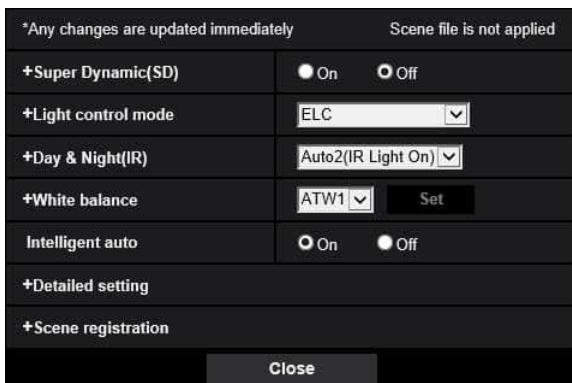 *Any changes are updated immediately Scene file is not applied
+Super Dynamic(SD) On Off
+Light control mode ELC
+Day & Night(IR) Auto2(IR Light On)
+White balance ATW1 Set
Intelligent auto On Off
+Detailed setting
+Scene registration
Close